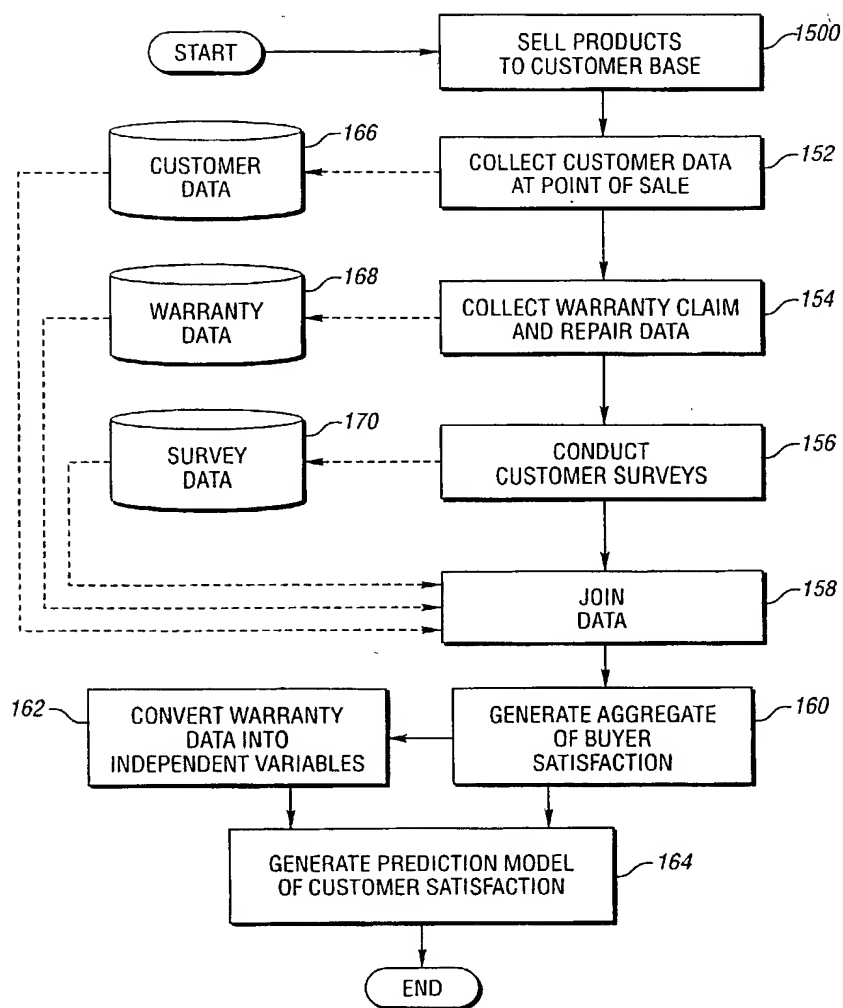 START
SELL PRODUCTS
TO CUSTOMER BASE
1500
CUSTOMER
DATA
166
COLLECT CUSTOMER DATA
AT POINT OF SALE
152
WARRANTY
DATA
168
COLLECT WARRANTY CLAIM
AND REPAIR DATA
154
SURVEY
DATA
170
CONDUCT
CUSTOMER SURVEYS
156
JOIN
DATA
158
162
CONVERT WARRANTY
DATA INTO
INDEPENDENT VARIABLES
GENERATE AGGREGATE
OF BUYER
SATISFACTION
160
GENERATE PREDICTION MODEL
OF CUSTOMER SATISFACTION
164
END